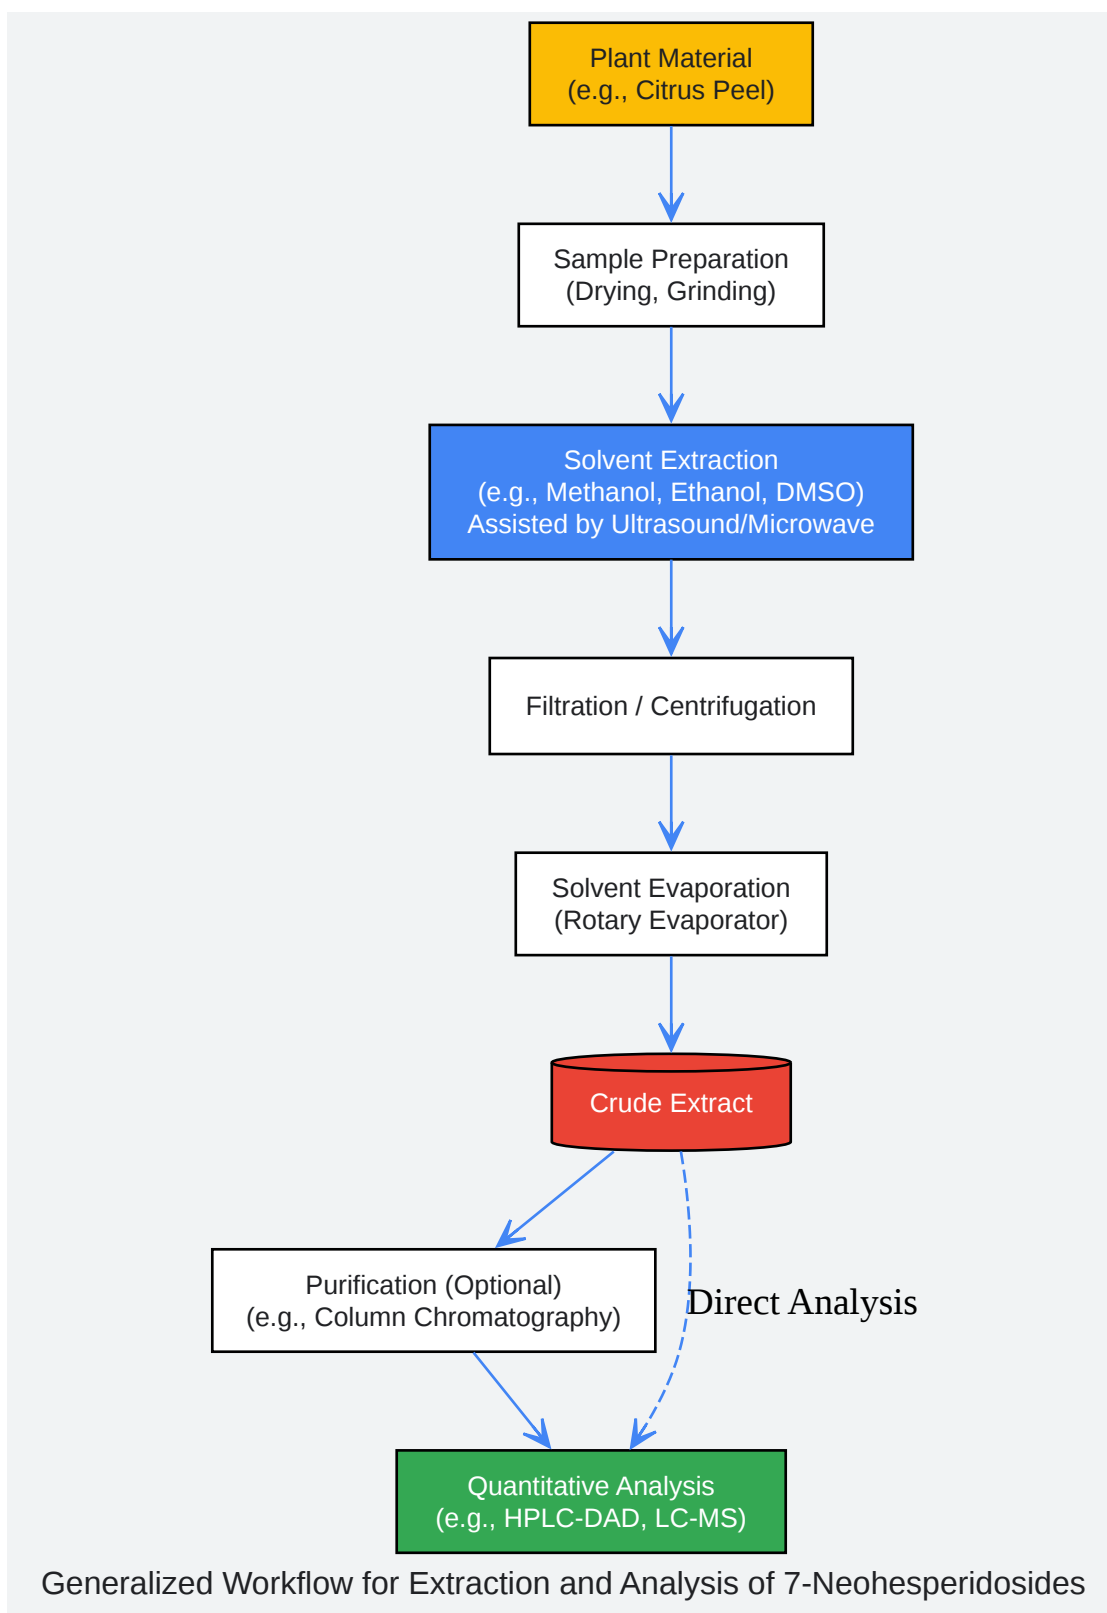 Plant Material
(e.g., Citrus Peel)
Sample Preparation
(Drying, Grinding)
Solvent Extraction
(e.g., Methanol, Ethanol, DMSO)
Assisted by Ultrasound/Microwave
Filtration / Centrifugation
Solvent Evaporation
(Rotary Evaporator)
Crude Extract
Purification (Optional)
(e.g., Column Chromatography)
Direct Analysis
Quantitative Analysis
(e.g., HPLC-DAD, LC-MS)
Generalized Workflow for Extraction and Analysis of 7-Neohesperidosides